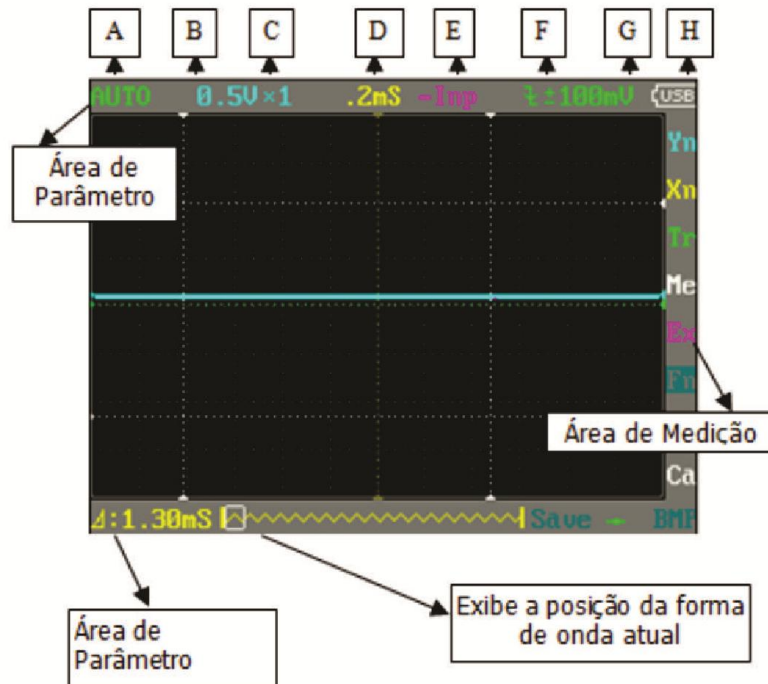 A B C D E F G H
AUTO 0.5V×1 .2mS -Inp ±100mV USB
Área de
Parâmetro
Yn
Xn
Tr
Me
Ex
Fn
Área de Medição
Ca
⊿:1.30mS Save - BMP
Área de
Parâmetro
Exibe a posição da forma
de onda atual